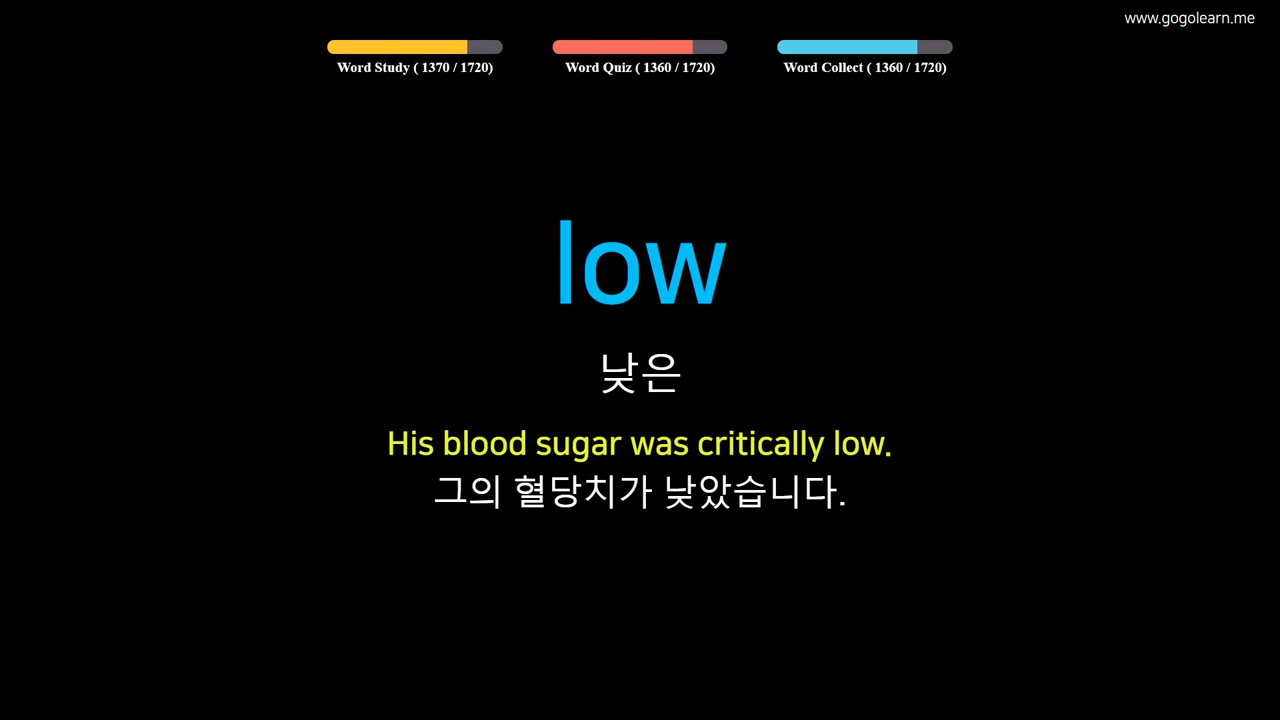 www.gogolearn.me
Word Study ( 1370 / 1720)
Word Quiz ( 1360 / 1720)
Word Collect ( 1360 / 1720)
low
낮은
His blood sugar was critically low.
그의 혈당치가 낮았습니다.